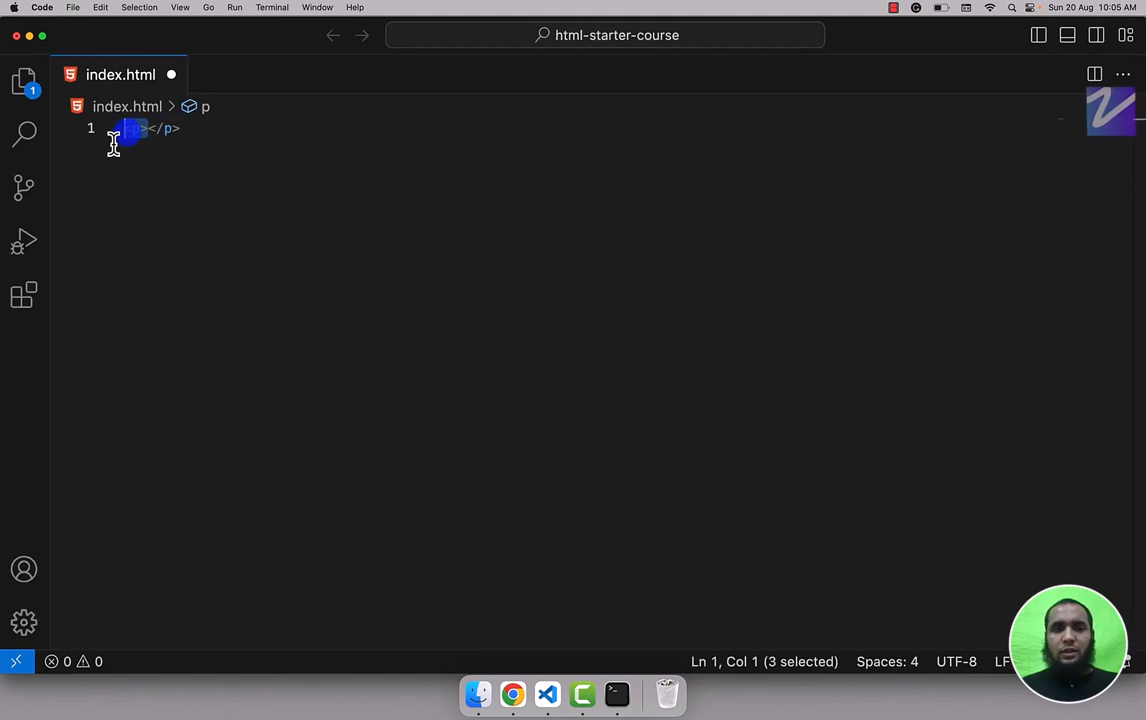 Code File Edit Selection View Go Run Terminal Window Help Sun 20 Aug 10:05 AM
html-starter-course
index.html
index.html > p
1 <p></p>
1
0 0 Ln 1, Col 1 (3 selected) Spaces: 4 UTF-8 LF